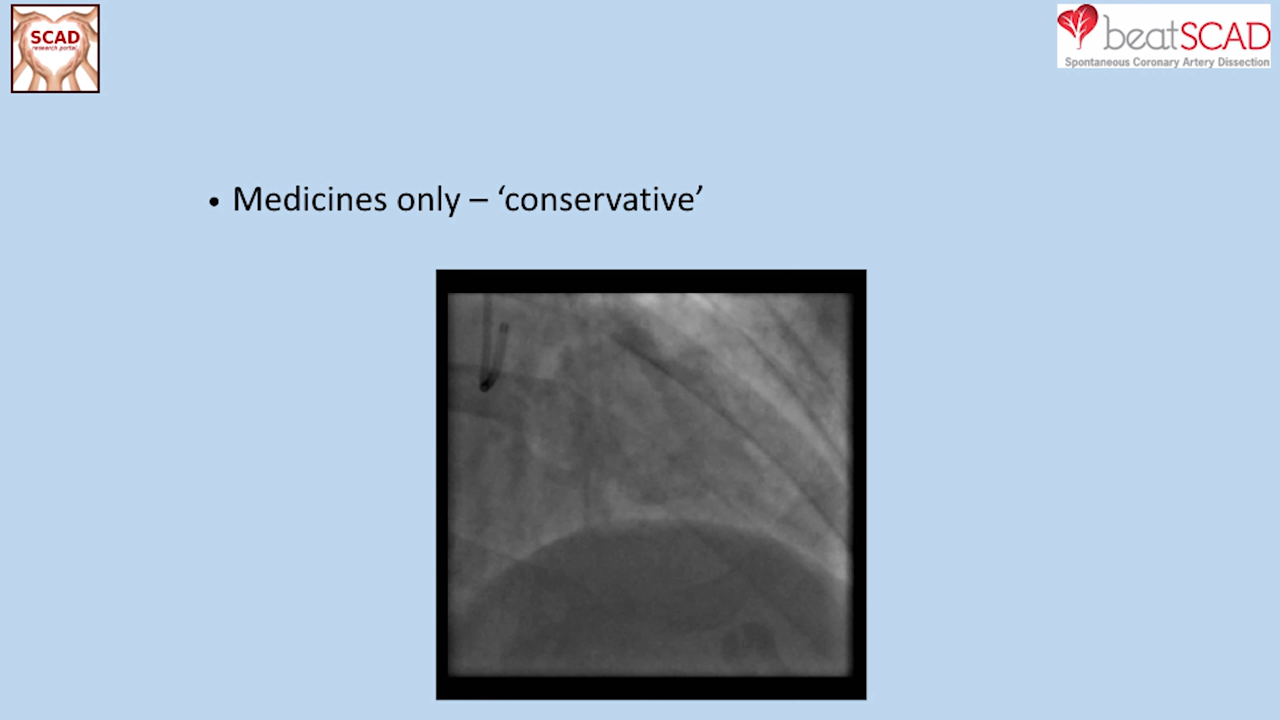 SCAD
research portal
beatSCAD
Spontaneous Coronary Artery Dissection
• Medicines only – ‘conservative’